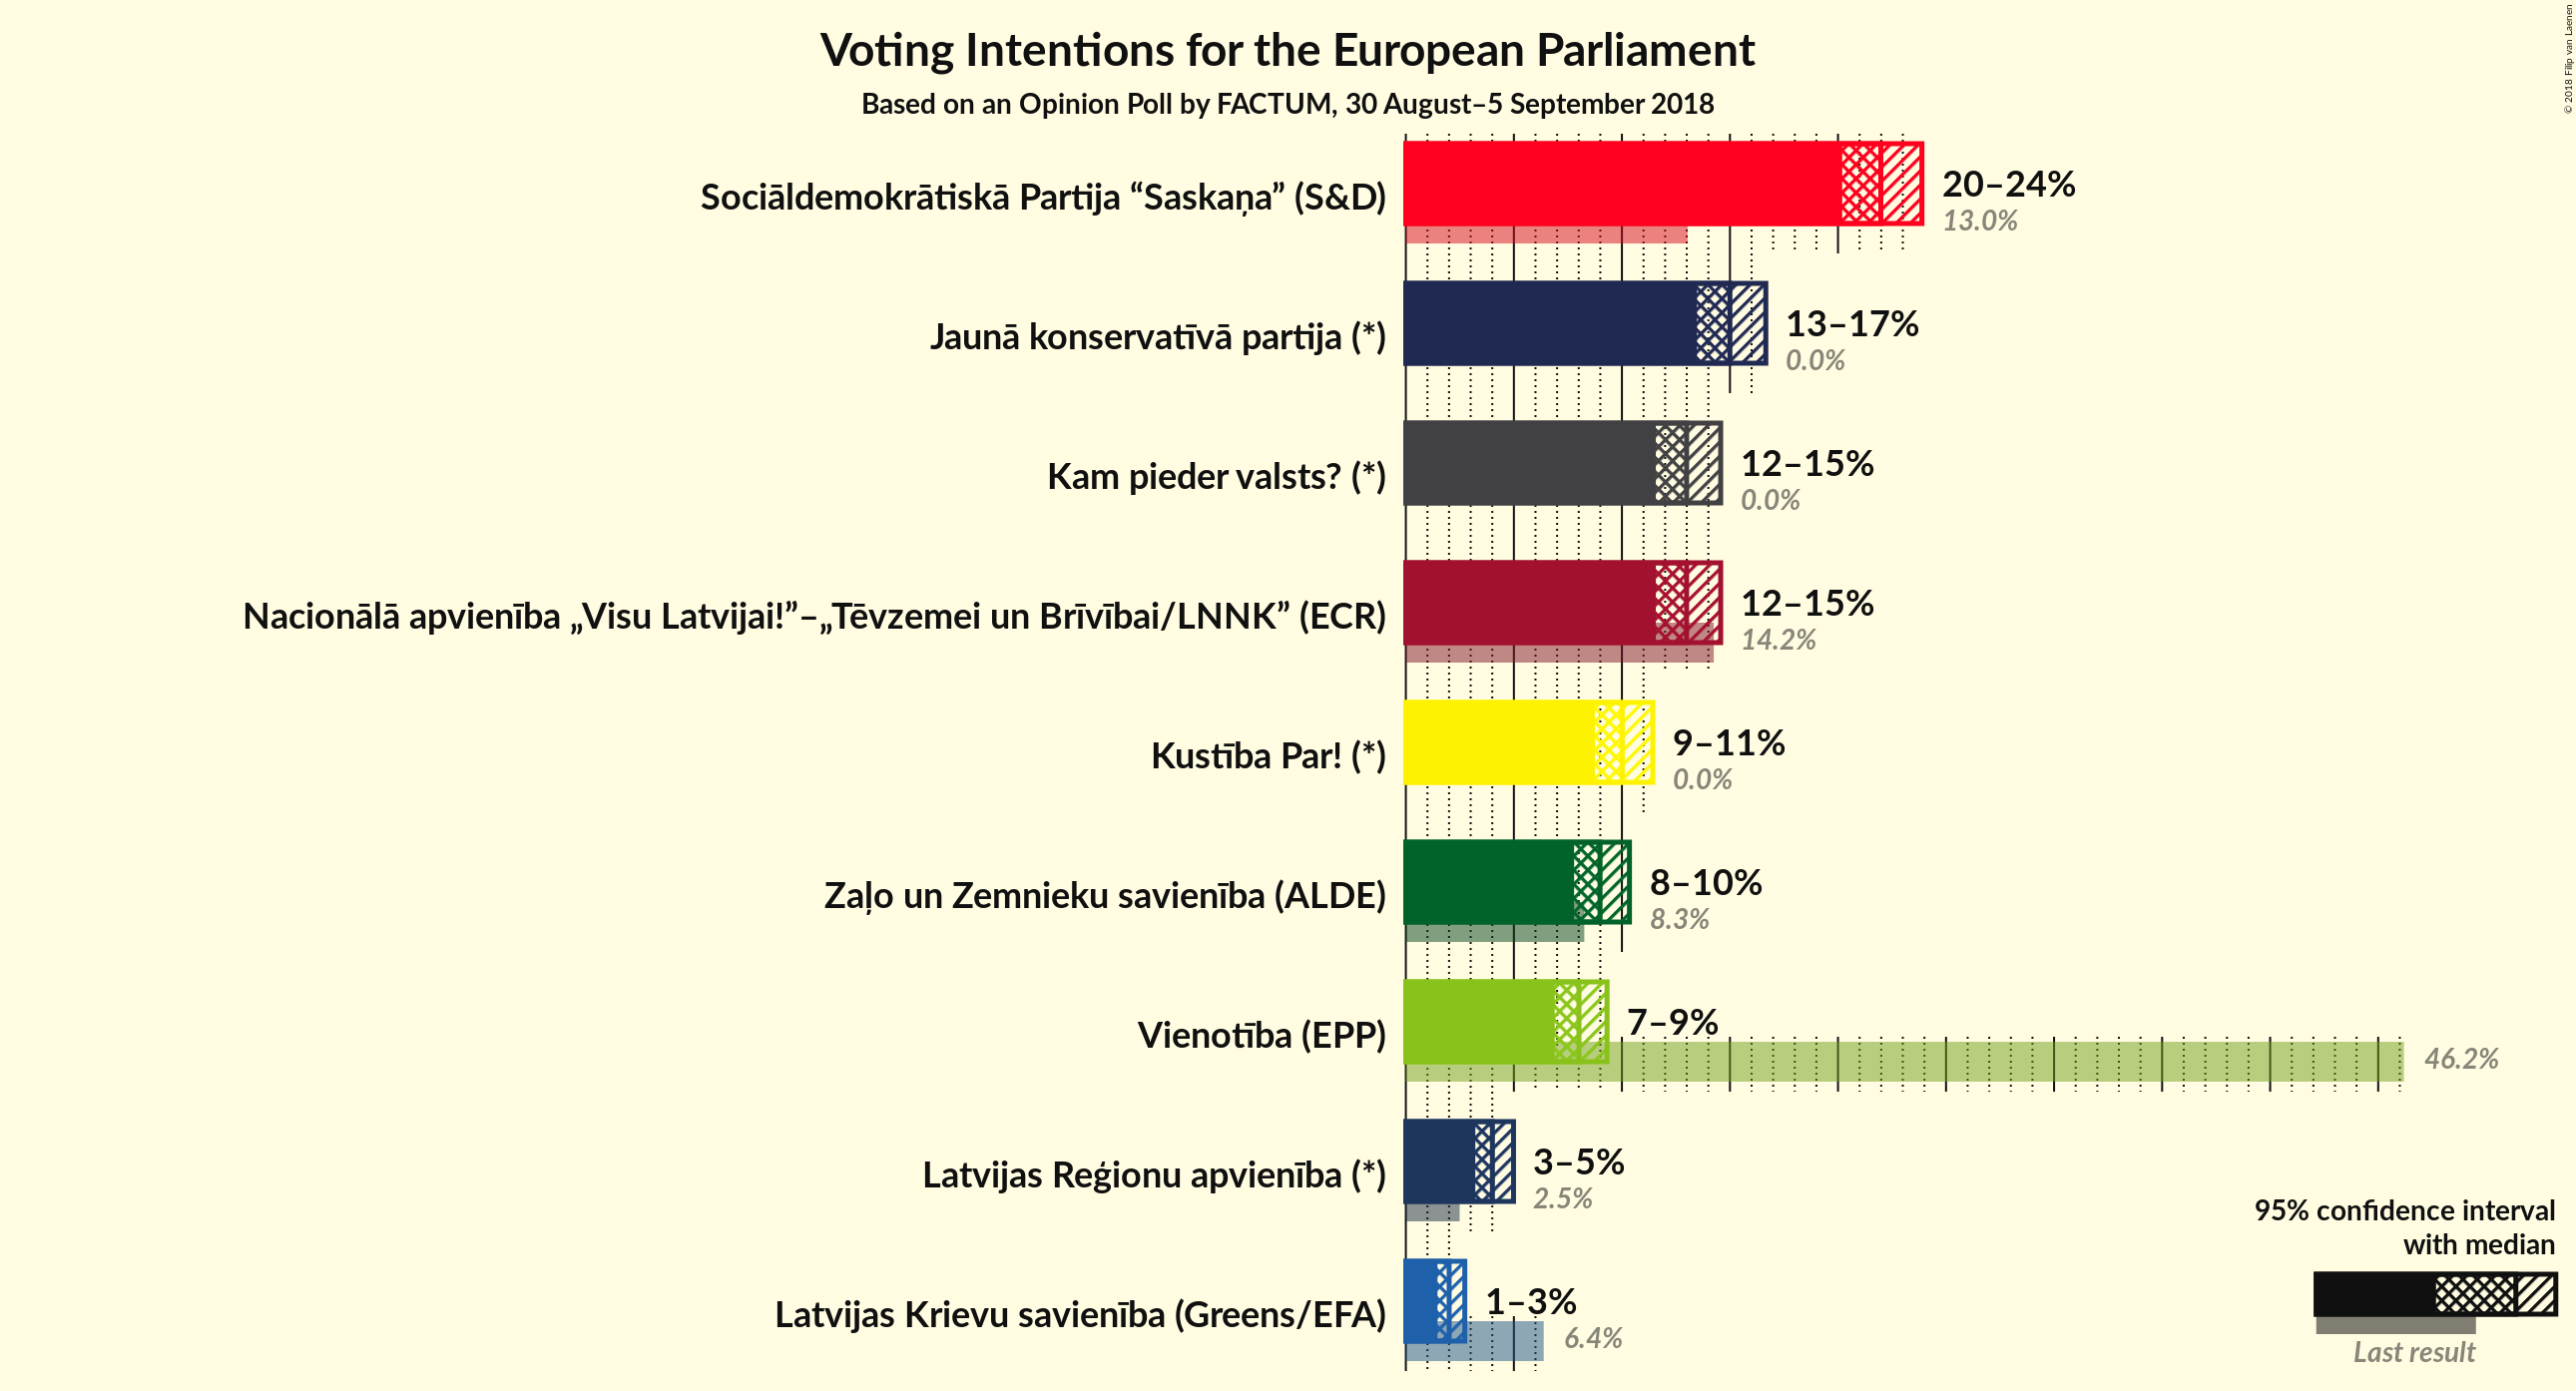 Voting Intentions for the European Parliament
Based on an Opinion Poll by FACTUM, 30 August–5 September 2018
© 2018 Filip van Laenen
Sociāldemokrātiskā Partija “Saskaņa” (S&D)
20–24%
13.0%
Jaunā konservatīvā partija (*)
13–17%
0.0%
Kam pieder valsts? (*)
12–15%
0.0%
Nacionālā apvienība „Visu Latvijai!”–„Tēvzemei un Brīvībai/LNNK” (ECR)
12–15%
14.2%
Kustība Par! (*)
9–11%
0.0%
Zaļo un Zemnieku savienība (ALDE)
8–10%
8.3%
Vienotība (EPP)
7–9%
46.2%
Latvijas Reģionu apvienība (*)
3–5%
2.5%
Latvijas Krievu savienība (Greens/EFA)
1–3%
6.4%
95% confidence interval
with median
Last result